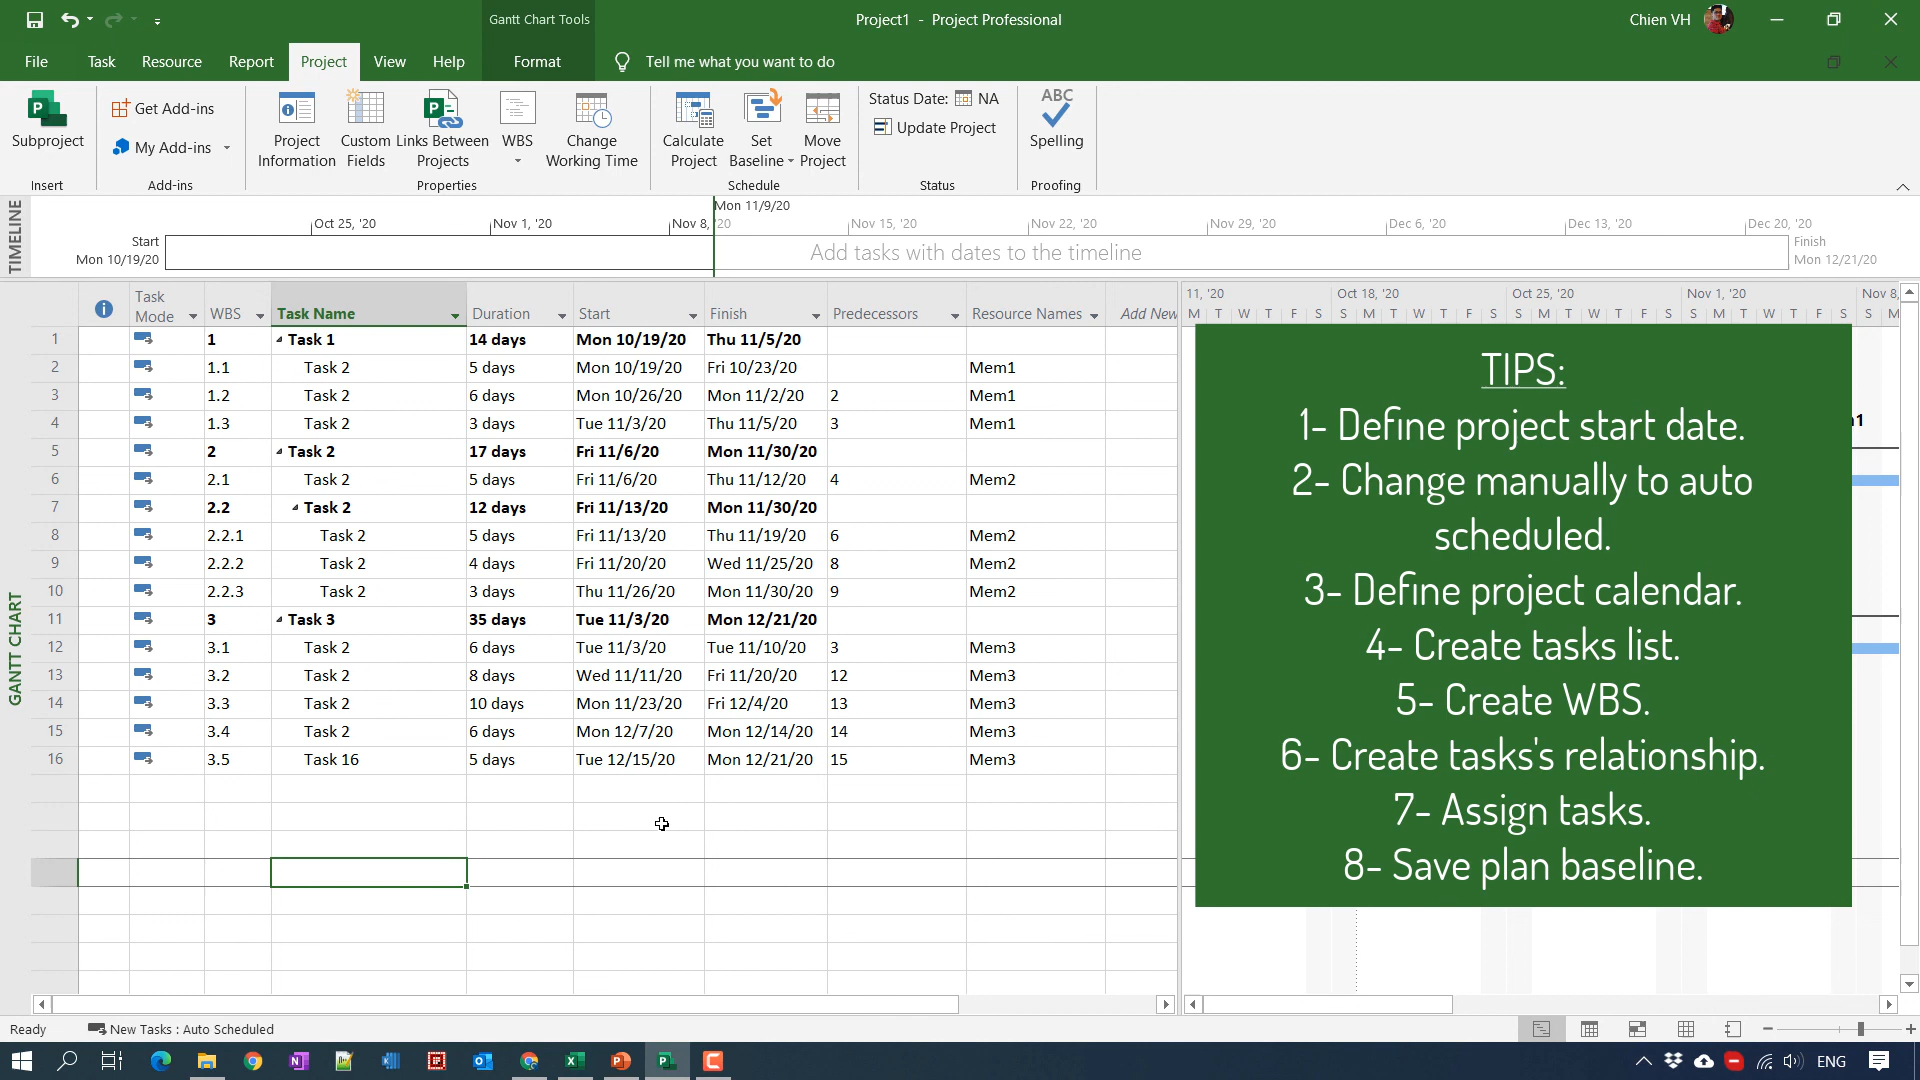 Gantt Chart Tools
Project1 - Project Professional
Chien VH
File Task Resource Report Project View Help Format Tell me what you want to do
Subproject
Insert
Get Add-ins
My Add-ins
Add-ins
Project Information
Custom Fields
Links Between Projects
WBS
Change Working Time
Properties
Calculate Project
Set Baseline
Move Project
Schedule
Status Date: NA
Update Project
Status
ABC
Spelling
Proofing
TIMELINE
Mon 11/9/20
Oct 25, '20 Nov 1, '20 Nov 8, '20 Nov 15, '20 Nov 22, '20 Nov 29, '20 Dec 6, '20 Dec 13, '20 Dec 20, '20
Start
Mon 10/19/20
Add tasks with dates to the timeline
Finish
Mon 12/21/20
GANTT CHART
Task Mode WBS Task Name Duration Start Finish Predecessors Resource Names Add New
1 1 Task 1 14 days Mon 10/19/20 Thu 11/5/20
2 1.1 Task 2 5 days Mon 10/19/20 Fri 10/23/20 Mem1
3 1.2 Task 2 6 days Mon 10/26/20 Mon 11/2/20 2 Mem1
4 1.3 Task 2 3 days Tue 11/3/20 Thu 11/5/20 3 Mem1
5 2 Task 2 17 days Fri 11/6/20 Mon 11/30/20
6 2.1 Task 2 5 days Fri 11/6/20 Thu 11/12/20 4 Mem2
7 2.2 Task 2 12 days Fri 11/13/20 Mon 11/30/20
8 2.2.1 Task 2 5 days Fri 11/13/20 Thu 11/19/20 6 Mem2
9 2.2.2 Task 2 4 days Fri 11/20/20 Wed 11/25/20 8 Mem2
10 2.2.3 Task 2 3 days Thu 11/26/20 Mon 11/30/20 9 Mem2
11 3 Task 3 35 days Tue 11/3/20 Mon 12/21/20
12 3.1 Task 2 6 days Tue 11/3/20 Tue 11/10/20 3 Mem3
13 3.2 Task 2 8 days Wed 11/11/20 Fri 11/20/20 12 Mem3
14 3.3 Task 2 10 days Mon 11/23/20 Fri 12/4/20 13 Mem3
15 3.4 Task 2 6 days Mon 12/7/20 Mon 12/14/20 14 Mem3
16 3.5 Task 16 5 days Tue 12/15/20 Mon 12/21/20 15 Mem3
11, '20 Oct 18, '20 Oct 25, '20 Nov 1, '20 Nov 8,
M T W T F S S M T W T F S S M T W T F S S M T W T F S S M
TIPS:
1- Define project start date.
2- Change manually to auto
scheduled.
3- Define project calendar.
4- Create tasks list.
5- Create WBS.
6- Create tasks's relationship.
7- Assign tasks.
8- Save plan baseline.
Ready New Tasks : Auto Scheduled
ENG